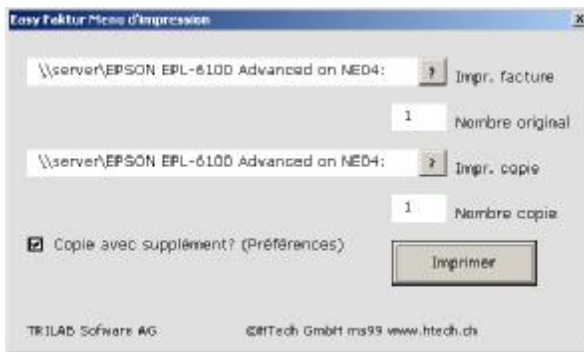 Easy Faktur Menu d'impression
\\server\EPSON EPL-6100 Advanced on NE04: ? Impr. facture
1 Nombre original
\\server\EPSON EPL-6100 Advanced on NE04: ? Impr. copie
1 Nombre copie
Copie avec supplément? (Préférences)
Imprimer
TRILAB Sofware AG ©HTech GmbH ms99 www.htech.ch